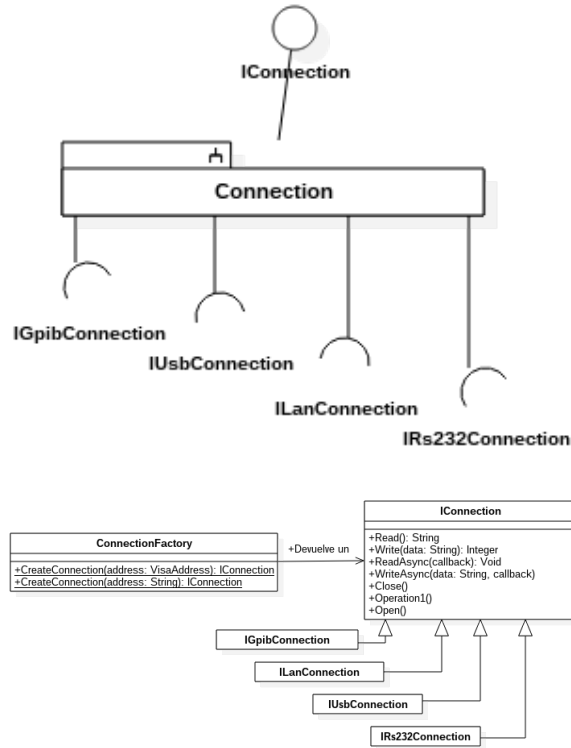 IConnection
Connection
IGpibConnection
IUsbConnection
ILanConnection
IRs232Connection
IConnection
+Read(): String
+Write(data: String): Integer
+ReadAsync(callback): Void
+WriteAsync(data: String, callback)
+Close()
+Operation1()
+Open()
ConnectionFactory
+CreateConnection(address: VisaAddress): IConnection
+CreateConnection(address: String): IConnection
+Devuelve un
IGpibConnection
ILanConnection
IUsbConnection
IRs232Connection